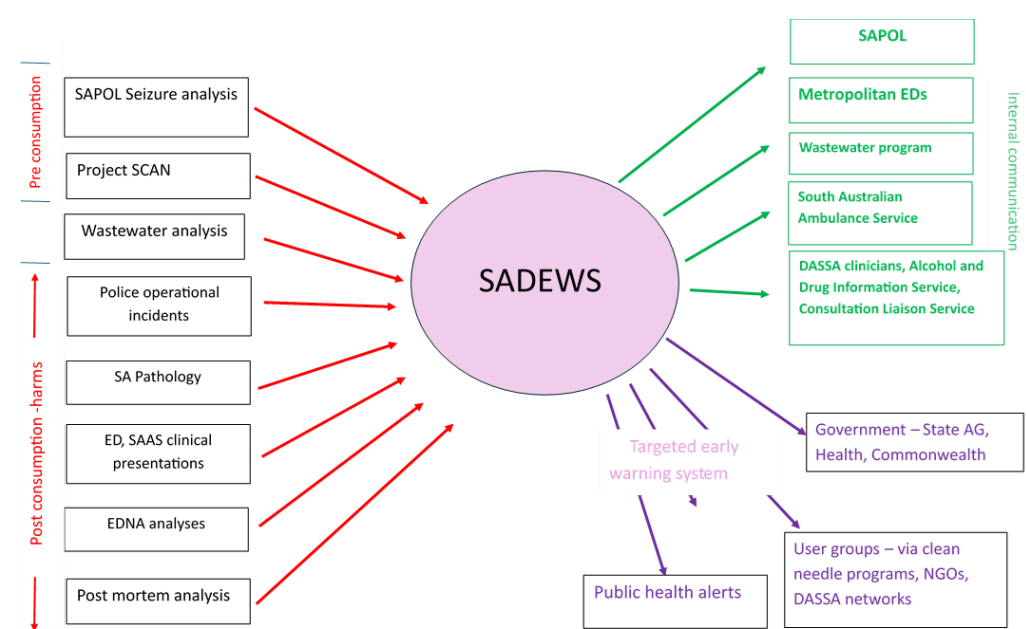 Pre consumption
SAPOL Seizure analysis
Project SCAN
Wastewater analysis
Post consumption -harms
Police operational
incidents
SA Pathology
ED, SAAS clinical
presentations
EDNA analyses
Post mortem analysis
SADEWS
SAPOL
Metropolitan EDs
Wastewater program
South Australian
Ambulance Service
DASSA clinicians, Alcohol and
Drug Information Service,
Consultation Liaison Service
Internal communication
Targeted early
warning system
Government – State AG,
Health, Commonwealth
User groups – via clean
needle programs, NGOs,
DASSA networks
Public health alerts